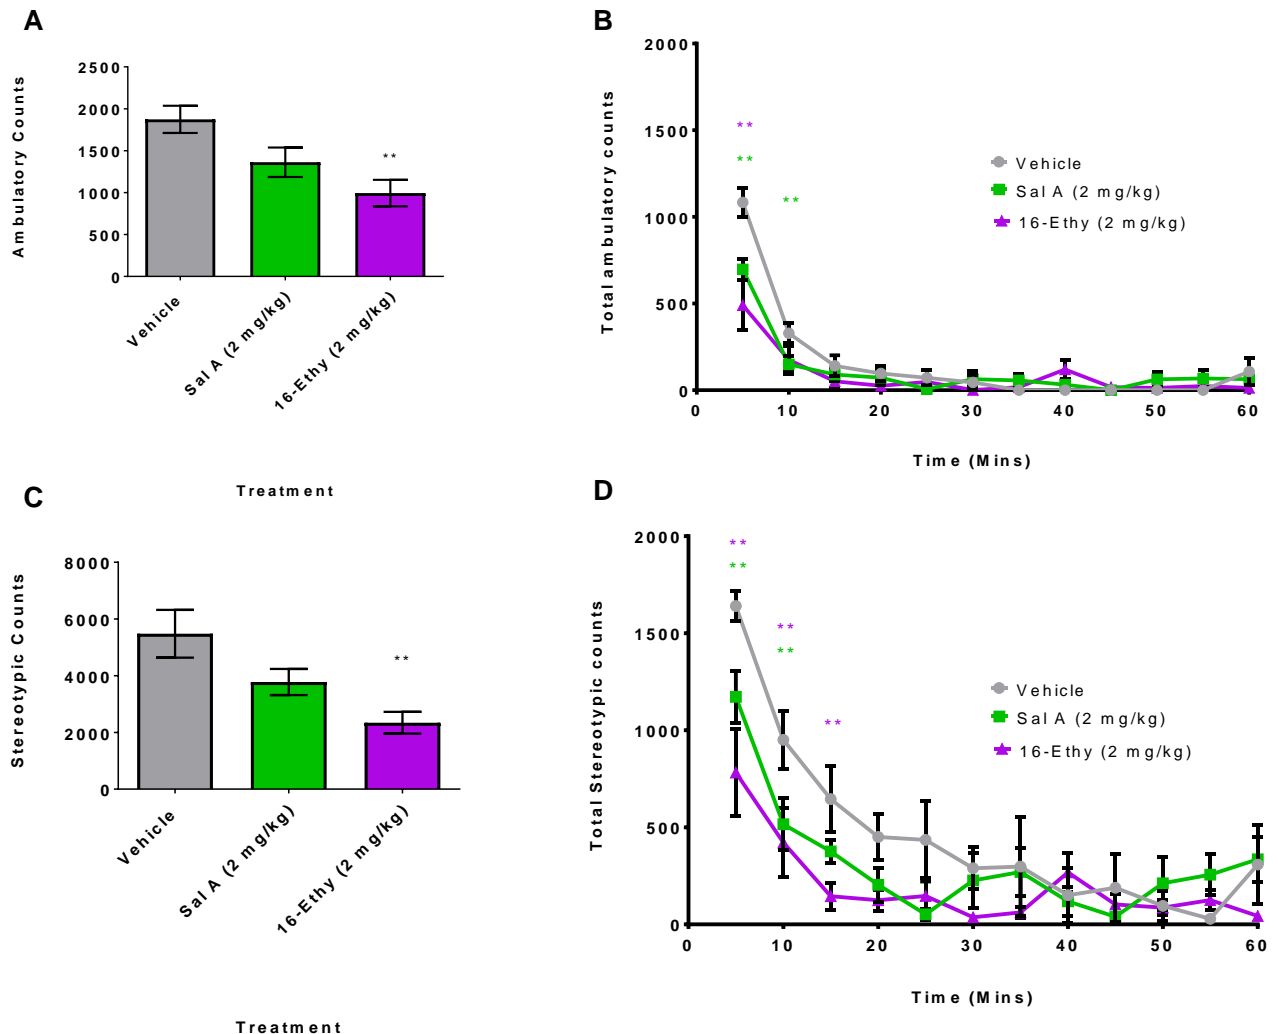 A
Ambulatory Counts
2500
2000
1500
1000
500
0
**
Vehicle
Sal A (2 mg/kg)
16-Ethy (2 mg/kg)
Treatment
B
Total ambulatory counts
2000
1500
1000
500
0
**
**
**
Vehicle
Sal A (2 mg/kg)
16-Ethy (2 mg/kg)
0 10 20 30 40 50 60
Time (Mins)
C
Stereotypic Counts
8000
6000
4000
2000
0
**
Vehicle
Sal A (2 mg/kg)
16-Ethy (2 mg/kg)
Treatment
D
Total Stereotypic counts
2000
1500
1000
500
0
**
**
**
**
**
Vehicle
Sal A (2 mg/kg)
16-Ethy (2 mg/kg)
0 10 20 30 40 50 60
Time (Mins)